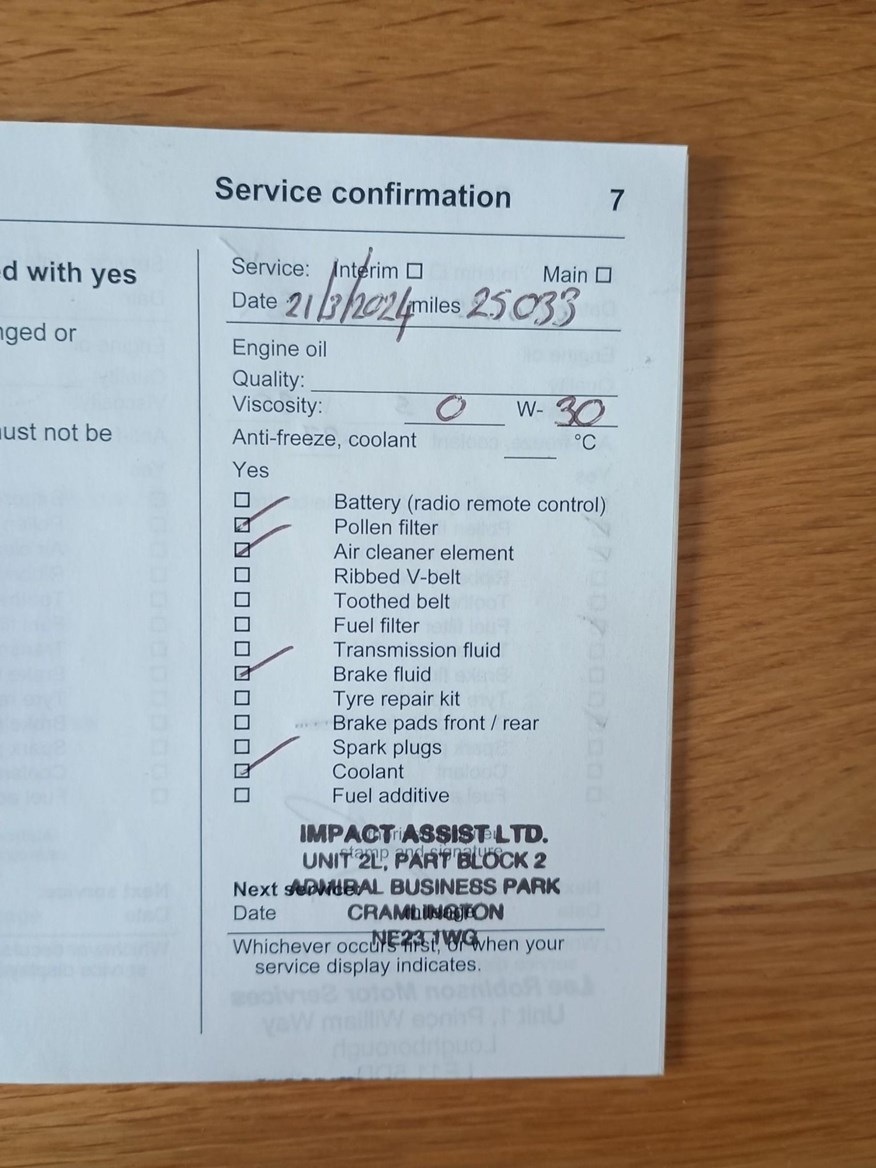 Service confirmation 7
d with yes
nged or
ust not be
Service: Interim ☐ Main ☐
Date 21/3/2024 miles 25033
Engine oil
Quality:
Viscosity: 0 W- 30
Anti-freeze, coolant °C
Yes
Battery (radio remote control)
Pollen filter
Air cleaner element
Ribbed V-belt
Toothed belt
Fuel filter
Transmission fluid
Brake fluid
Tyre repair kit
Brake pads front / rear
Spark plugs
Coolant
Fuel additive
IMPACT ASSIST LTD.
stamp and signature
UNIT 2L, PART BLOCK 2
Next service:
ADMIRAL BUSINESS PARK
Date
CRAMLINGTON
NE23 1WG
Whichever occurs first, or when your
service display indicates.